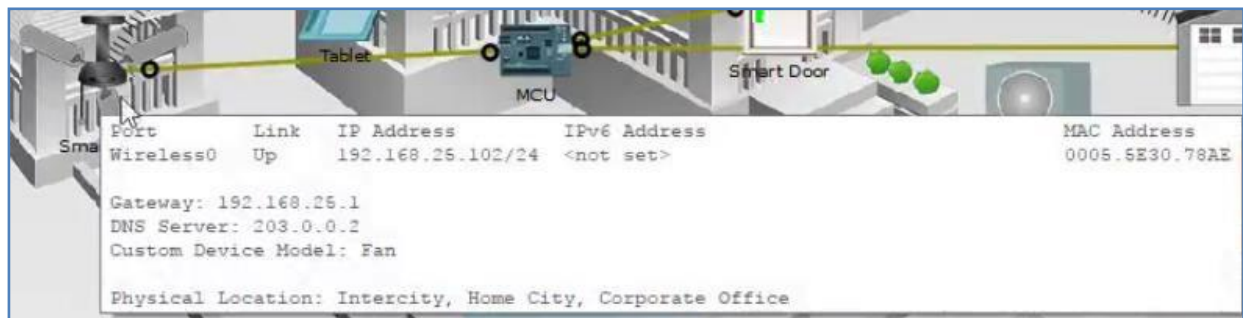 Tablet
Smart Door
MCU
Port Link IP Address IPv6 Address MAC Address
Wireless0 Up 192.168.25.102/24 <not set> 0005.5E30.78AE
Gateway: 192.168.25.1
DNS Server: 203.0.0.2
Custom Device Model: Fan
Physical Location: Intercity, Home City, Corporate Office